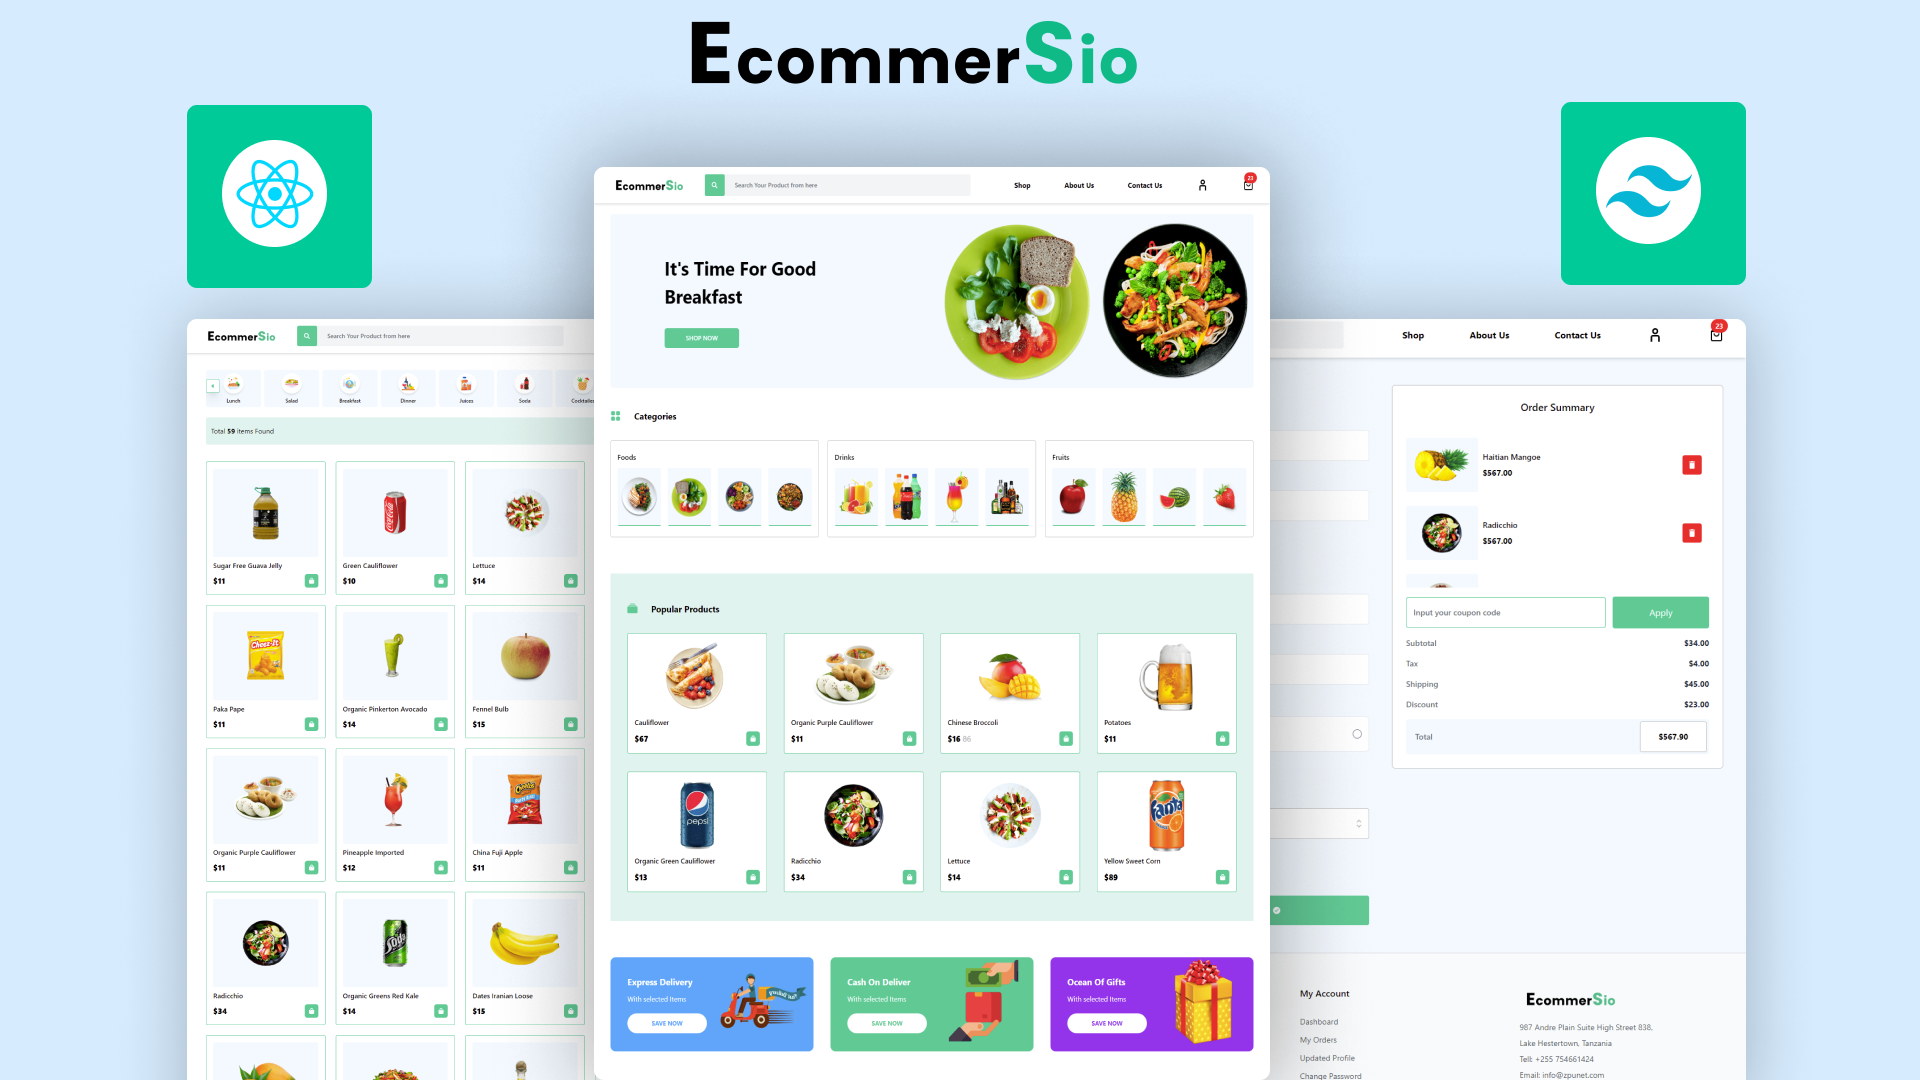 EcommerSio
EcommerSio
Search Your Product from here
Shop
About Us
Contact Us
23
It's Time For Good
Breakfast
SHOP NOW
Categories
Foods
Drinks
Fruits
Popular Products
Cauliflower
$67
Organic Purple Cauliflower
$11
Chinese Broccoli
$16 86
Potatoes
$11
pepsi
Fanta
Organic Green Cauliflower
$13
Radicchio
$34
Lettuce
$14
Yellow Sweet Corn
$89
Express Delivery
With selected Items
SAVE NOW
Cash On Deliver
With selected Items
SAVE NOW
Ocean Of Gifts
With selected Items
SAVE NOW
EcommerSio
Search Your Product from here
Lunch
Salad
Breakfast
Dinner
Juices
Soda
Cocktailes
Total 59 items Found
Coca-Cola
Sugar Free Guava Jelly
$11
Green Cauliflower
$10
Lettuce
$14
Cheez-It
Paka Pape
$11
Organic Pinkerton Avocado
$14
Fennel Bulb
$15
Cheetos
Organic Purple Cauliflower
$11
Pineapple Imported
$12
China Fuji Apple
$11
Soda
Radicchio
$34
Organic Greens Red Kale
$14
Dates Iranian Loose
$15
Shop
About Us
Contact Us
23
Order Summary
Haitian Mangoe
$567.00
Radicchio
$567.00
Input your coupon code
Apply
Subtotal
$34.00
Tax
$4.00
Shipping
$45.00
Discount
$23.00
Total
$567.90
My Account
Dashboard
My Orders
Updated Profile
Change Password
EcommerSio
987 Andre Plain Suite High Street 838,
Lake Hestertown, Tanzania
Tell: +255 754661424
Email: info@zpunet.com